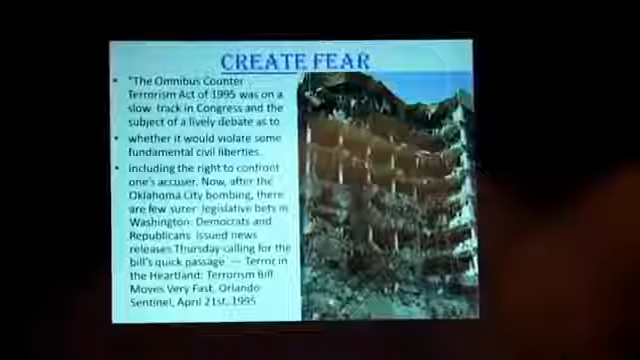 CREATE FEAR
• "The Omnibus Counter
Terrorism Act of 1995 was on a
slow track in Congress and the
subject of a lively debate as to
• whether it would violate some
fundamental civil liberties.
• including the right to confront
one's accuser. Now, after the
Oklahoma City bombing, there
are few surer legislative bets in
Washington: Democrats and
Republicans issued news
releases Thursday calling for the
bill's quick passage" — Terror in
the Heartland: Terrorism Bill
Moves Very Fast, Orlando
Sentinel, April 21st, 1995